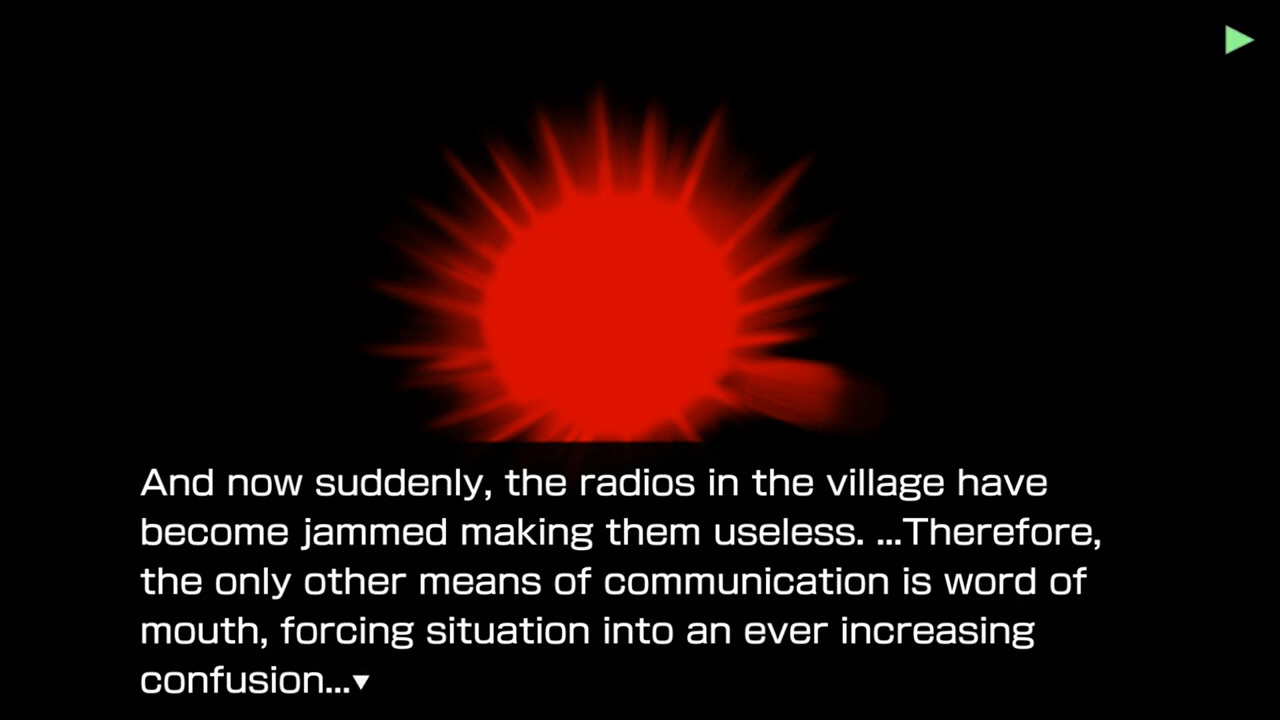 And now suddenly, the radios in the village have
become jammed making them useless. ...Therefore,
the only other means of communication is word of
mouth, forcing situation into an ever increasing
confusion...▼